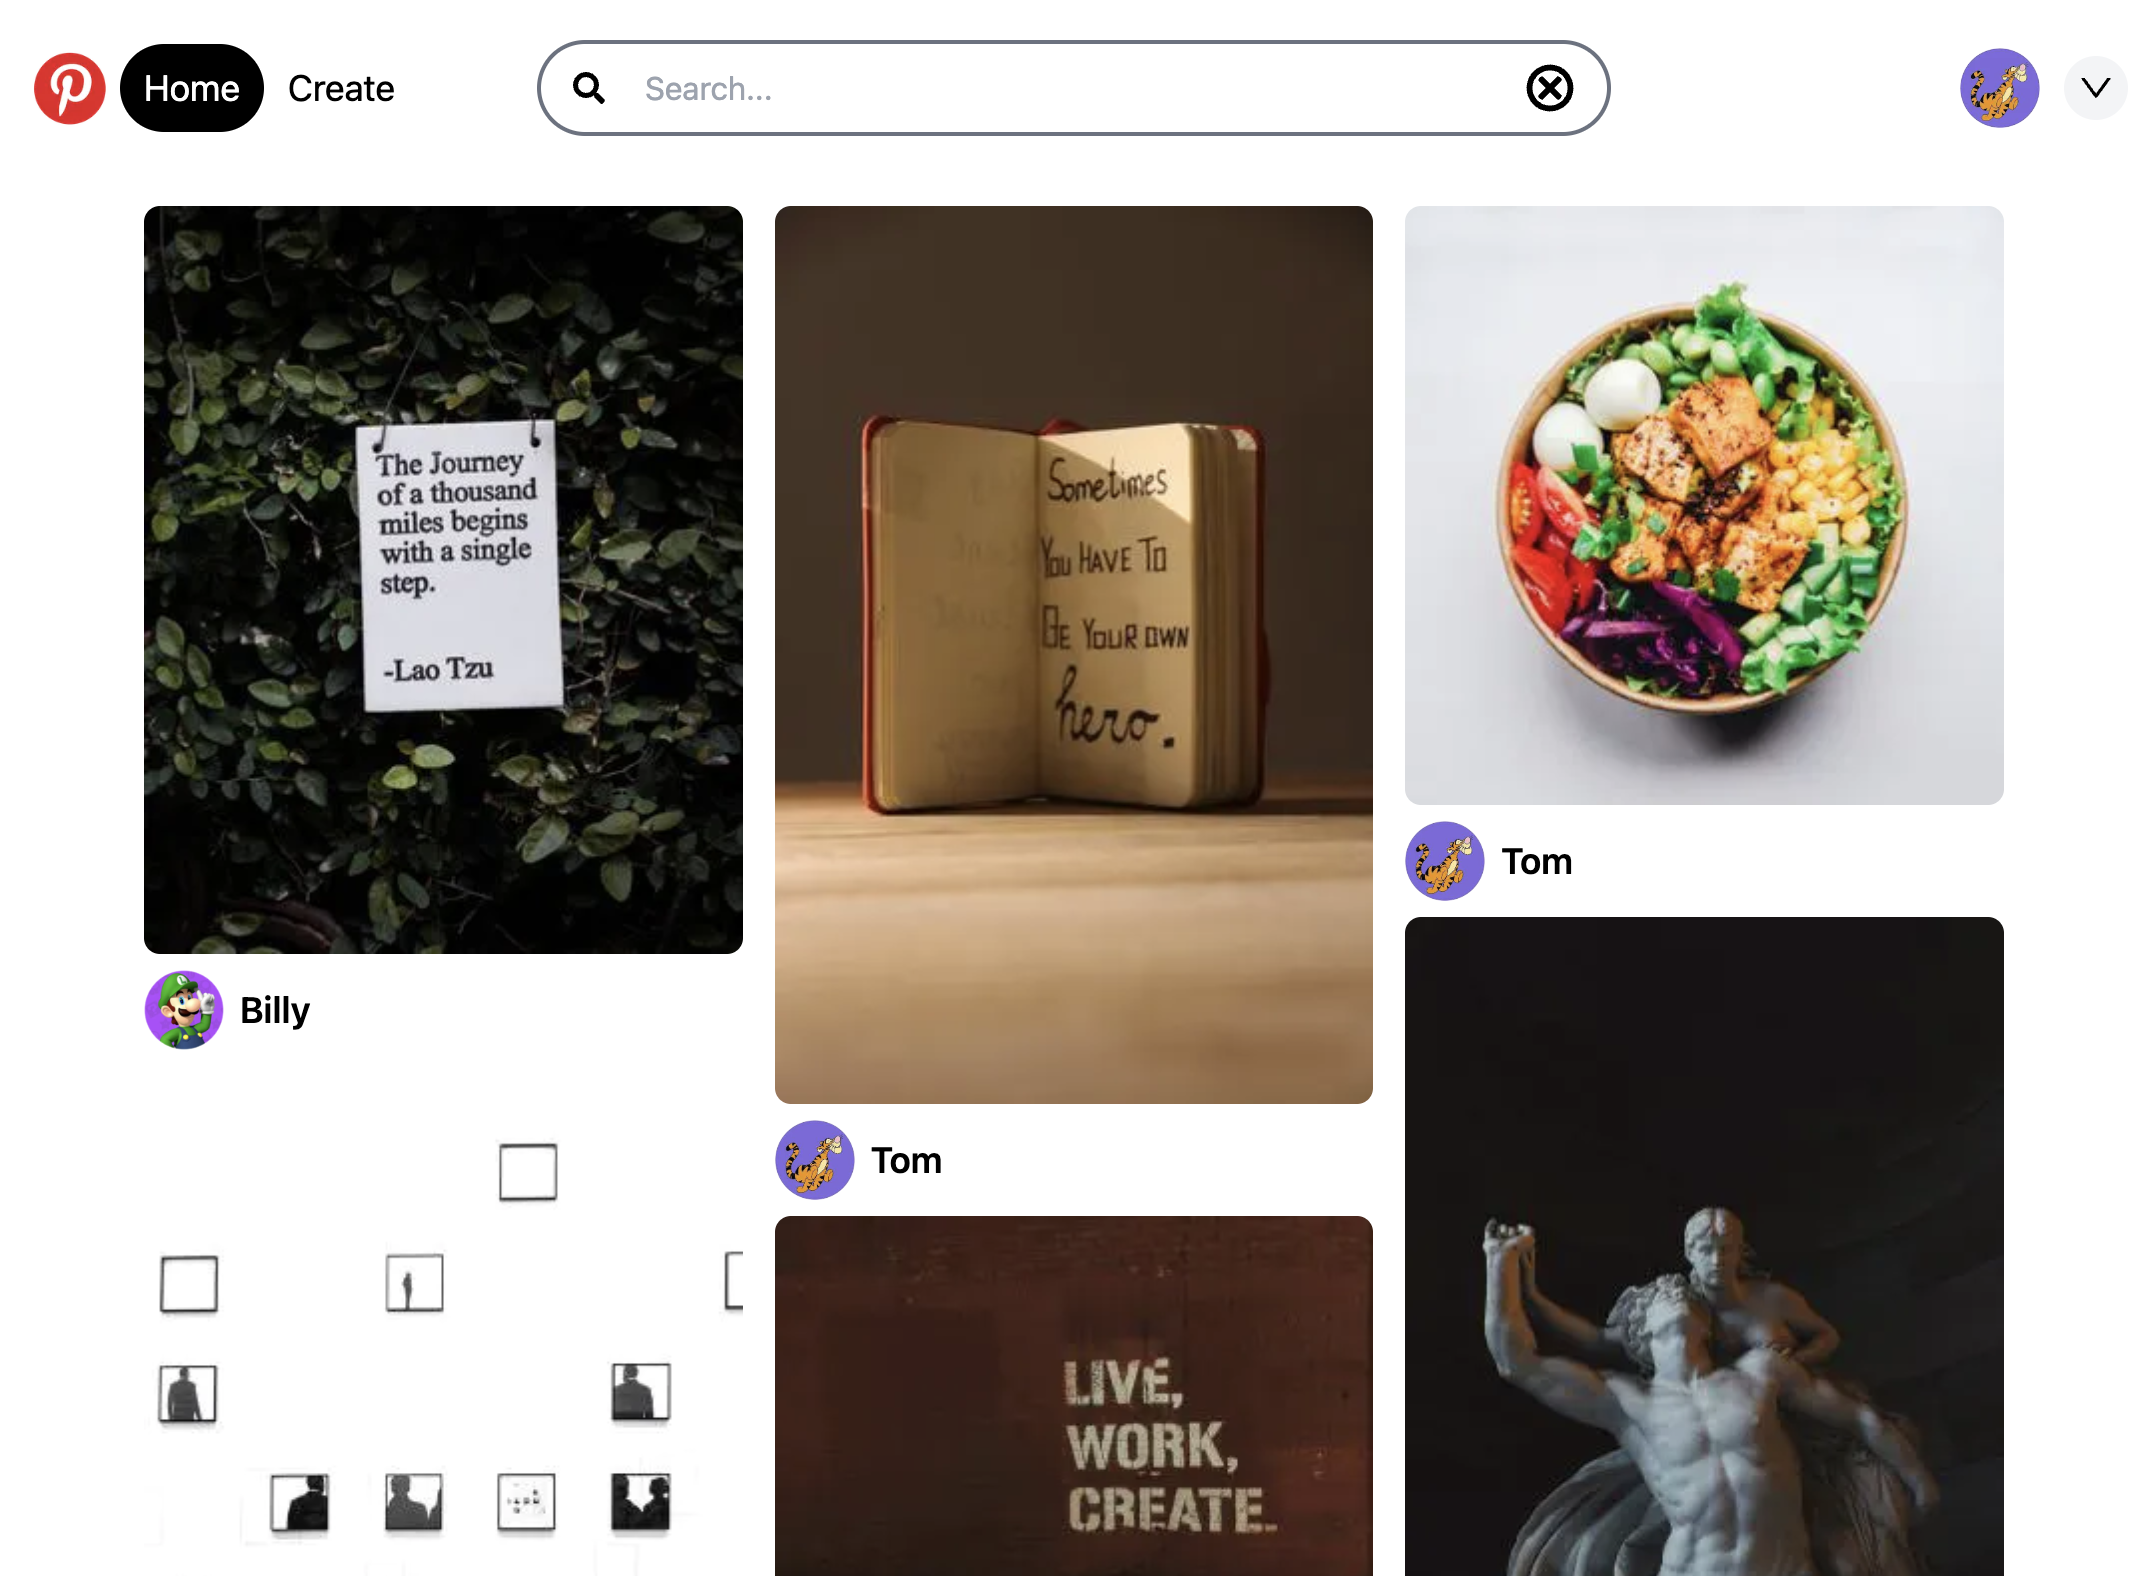 Home
Create
Search...
The Journey
of a thousand
miles begins
with a single
step.
-Lao Tzu
Billy
Sometimes
You HAVE TO
BE YOUR OWN
hero.
Tom
LIVE,
WORK,
CREATE.
Tom